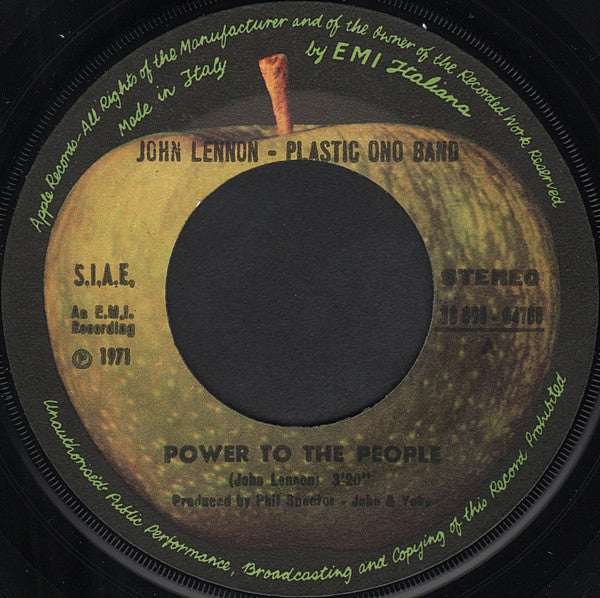 Apple Records - All Rights of the Manufacturer and of the Owner of the Recorded Work Reserved
Made in Italy by EMI Italiana
JOHN LENNON - PLASTIC ONO BAND
S.I.A.E.
An E.M.I.
Recording
Ⓟ 1971
STEREO
A
POWER TO THE PEOPLE
(John Lennon) 3'20"
Produced by Phil Spector - John & Yoko
Unauthorised Public Performance, Broadcasting and Copying of this Record Prohibited